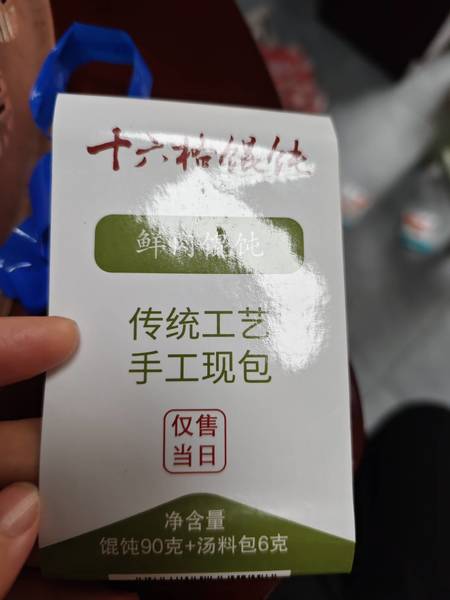 十六格馄饨
鲜肉馄饨
传统工艺
手工现包
仅售
当日
净含量
馄饨90克+汤料包6克